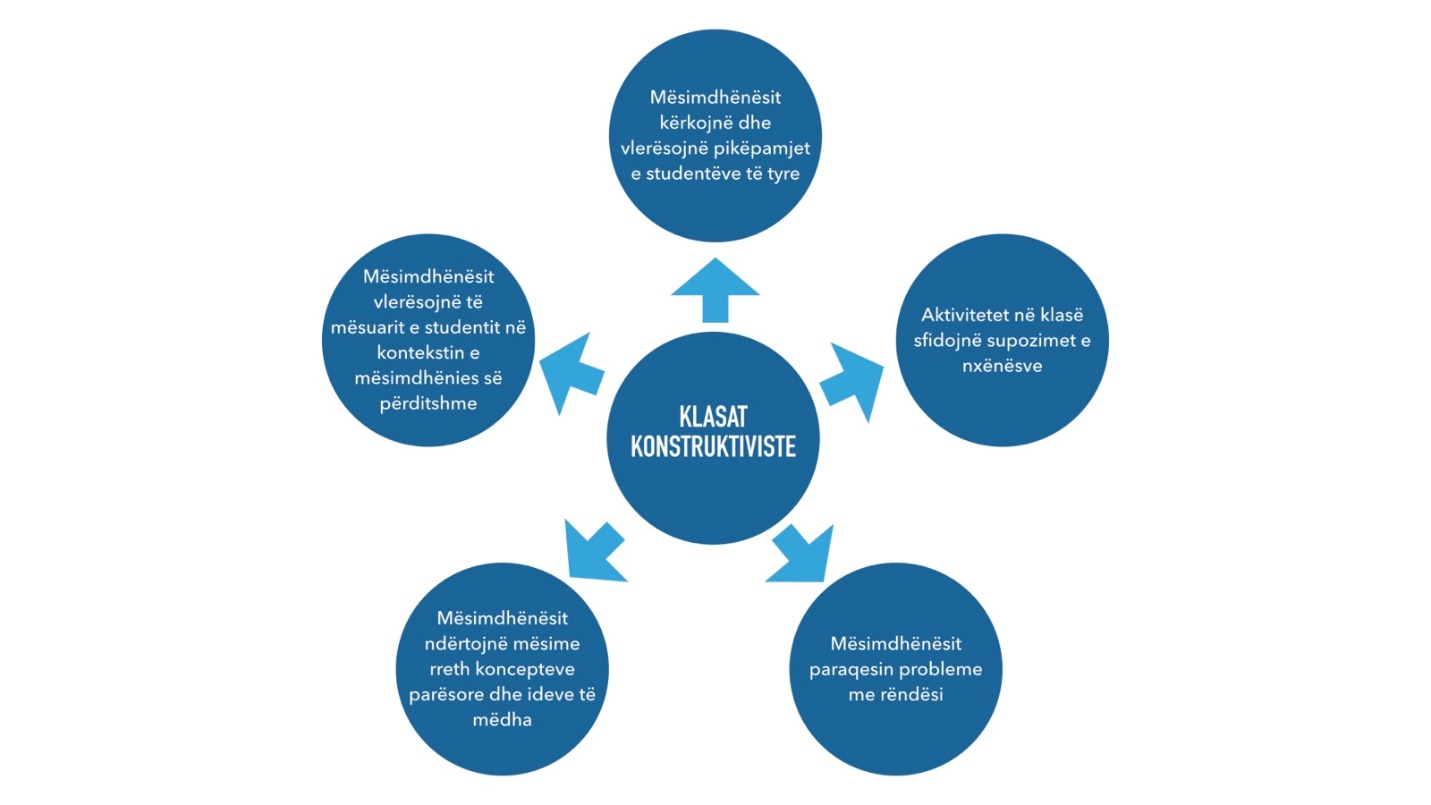 Mësimdhënësit
kërkojnë dhe
vlerësojnë pikëpamjet
e studentëve të tyre
Mësimdhënësit
vlerësojnë të
mësuarit e studentit në
kontekstin e
mësimdhënies së
përditshme
Aktivitetet në klasë
sfidojnë supozimet e
nxënësve
KLASAT
KONSTRUKTIVISTE
Mësimdhënësit
ndërtojnë mësime
rreth koncepteve
parësore dhe ideve të
mëdha
Mësimdhënësit
paraqesin probleme
me rëndësi